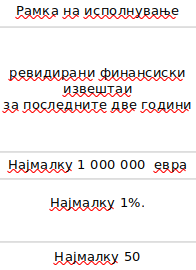 Рамка на исполнување
ревидирани финансиски
извештаи
за последните две години
Најмалку 1 000 000 евра
Најмалку 1%.
Најмалку 50